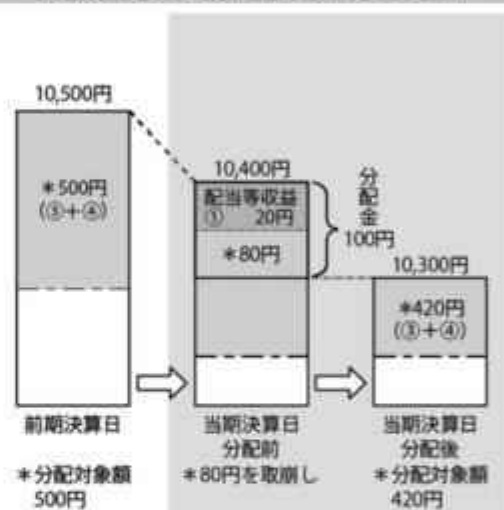 10,500円
*500円
(③+④)
前期決算日
*分配対象額
500円
10,400円
配当等収益
① 20円
*80円
分配金
100円
当期決算日
分配前
*80円を取崩し
10,300円
*420円
(③+④)
当期決算日
分配後
*分配対象額
420円